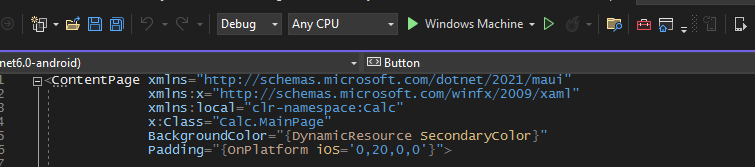 Debug Any CPU Windows Machine
net6.0-android) Button
1 <ContentPage xmlns="http://schemas.microsoft.com/dotnet/2021/maui"
2 xmlns:x="http://schemas.microsoft.com/winfx/2009/xaml"
3 xmlns:local="clr-namespace:Calc"
4 x:Class="Calc.MainPage"
5 BackgroundColor="{DynamicResource SecondaryColor}"
6 Padding="{OnPlatform iOS='0,20,0,0'}">